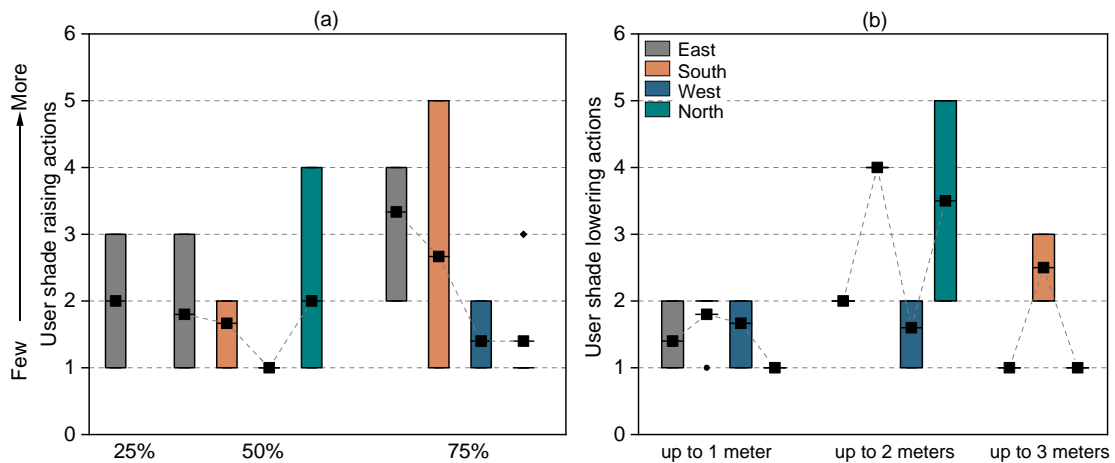 (a)
Few
More
User shade raising actions
6
5
4
3
2
1
0
25%
50%
75%
(b)
User shade lowering actions
6
5
4
3
2
1
0
East
South
West
North
up to 1 meter
up to 2 meters
up to 3 meters